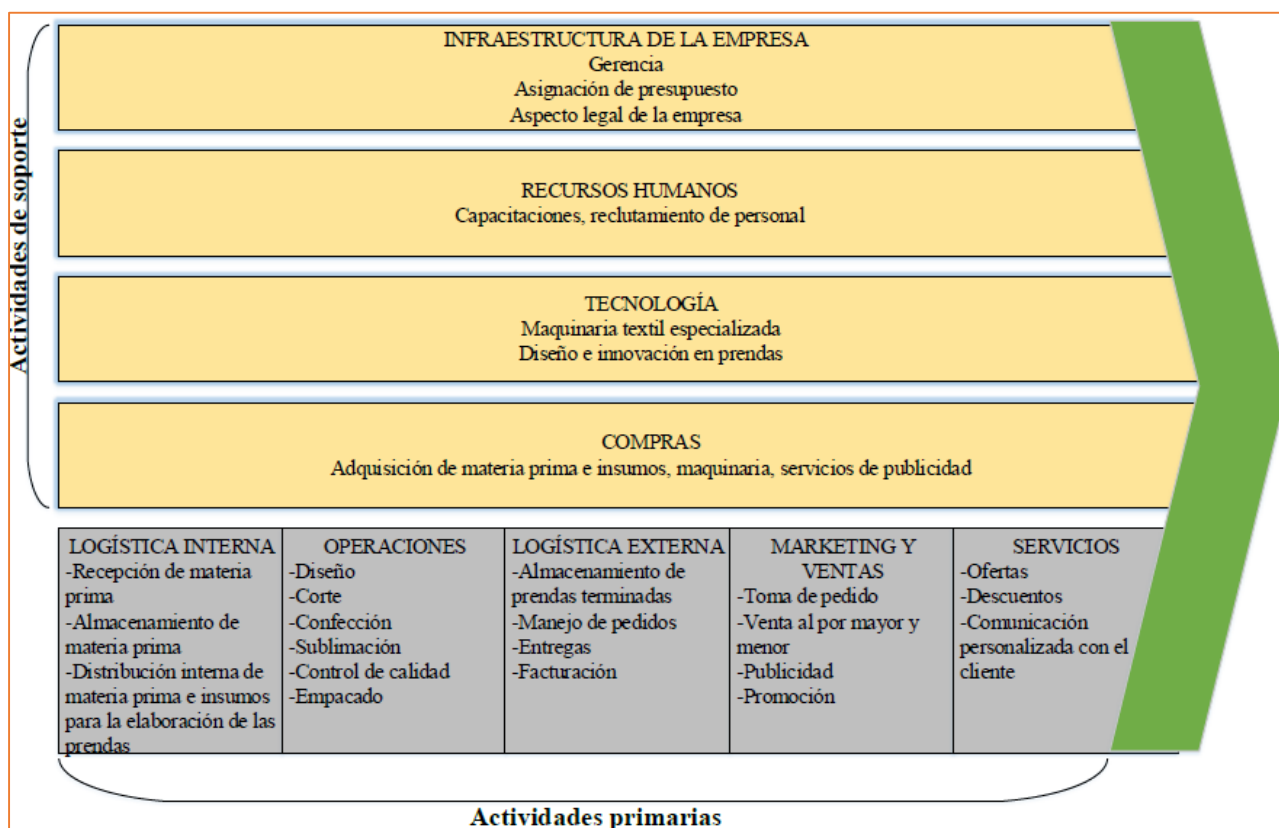 Actividades de soporte
INFRAESTRUCTURA DE LA EMPRESA
Gerencia
Asignación de presupuesto
Aspecto legal de la empresa
RECURSOS HUMANOS
Capacitaciones, reclutamiento de personal
TECNOLOGÍA
Maquinaria textil especializada
Diseño e innovación en prendas
COMPRAS
Adquisición de materia prima e insumos, maquinaria, servicios de publicidad
LOGÍSTICA INTERNA
-Recepción de materia
prima
-Almacenamiento de
materia prima
-Distribución interna de
materia prima e insumos
para la elaboración de las
prendas
OPERACIONES
-Diseño
-Corte
-Confección
-Sublimación
-Control de calidad
-Empacado
LOGÍSTICA EXTERNA
-Almacenamiento de
prendas terminadas
-Manejo de pedidos
-Entregas
-Facturación
MARKETING Y
VENTAS
-Toma de pedido
-Venta al por mayor y
menor
-Publicidad
-Promoción
SERVICIOS
-Ofertas
-Descuentos
-Comunicación
personalizada con el
cliente
Actividades primarias